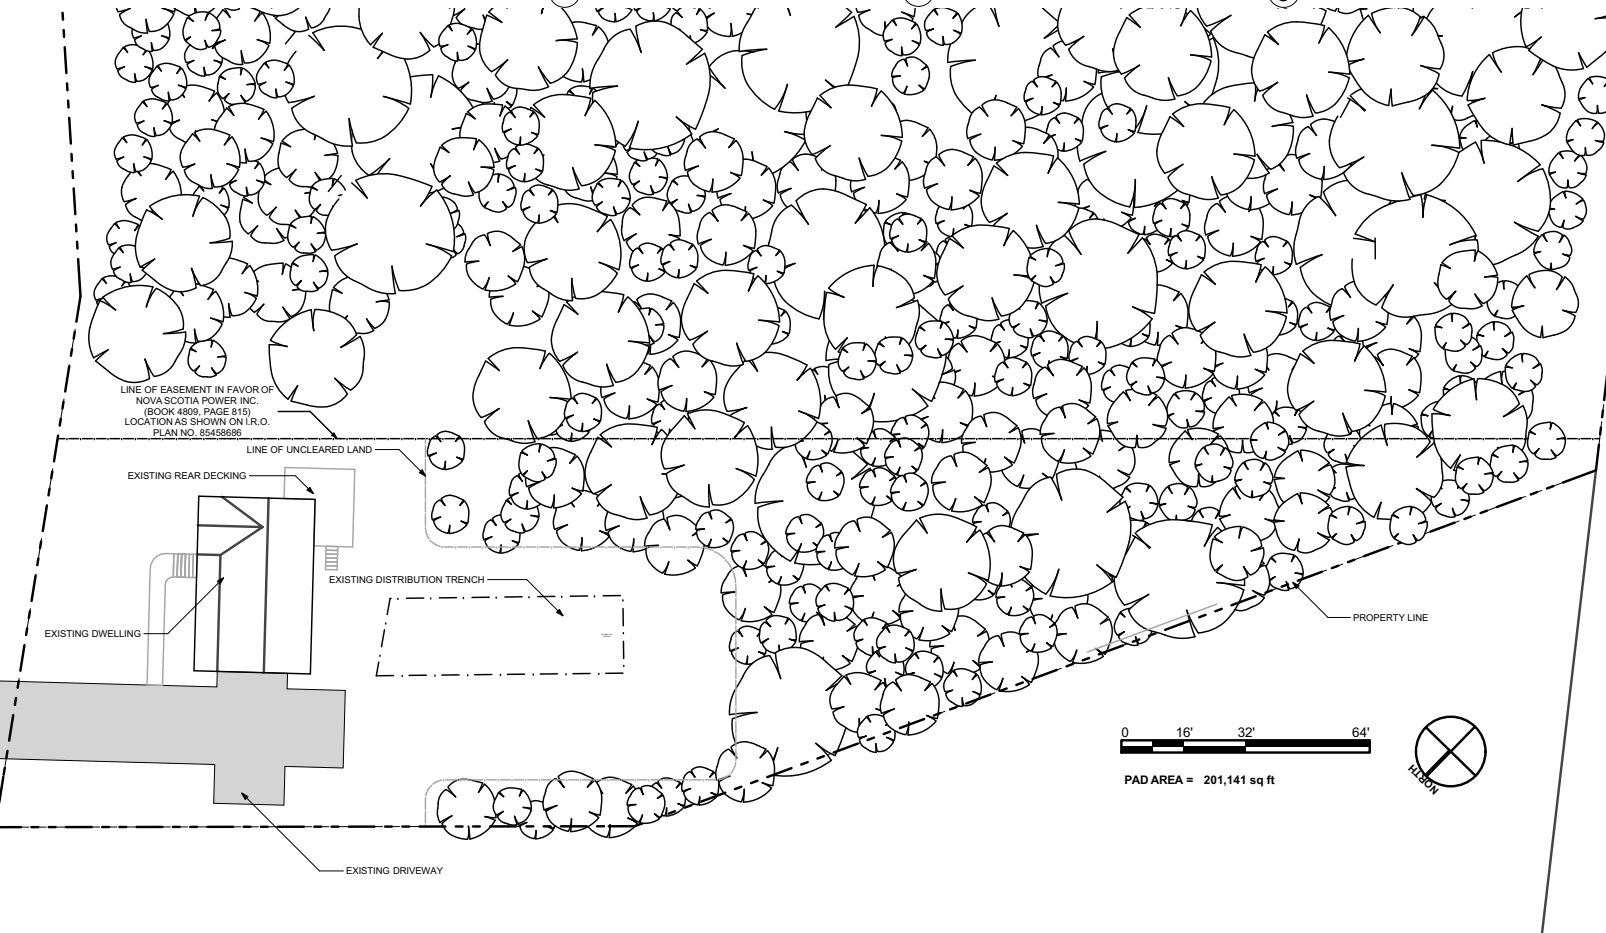 LINE OF EASEMENT IN FAVOR OF
NOVA SCOTIA POWER INC.
(BOOK 4809, PAGE 815)
LOCATION AS SHOWN ON I.R.O.
PLAN NO. 85458686
LINE OF UNCLEARED LAND
EXISTING REAR DECKING
EXISTING DISTRIBUTION TRENCH
EXISTING DWELLING
PROPERTY LINE
0 16' 32' 64'
PAD AREA = 201,141 sq ft
NORTH
EXISTING DRIVEWAY